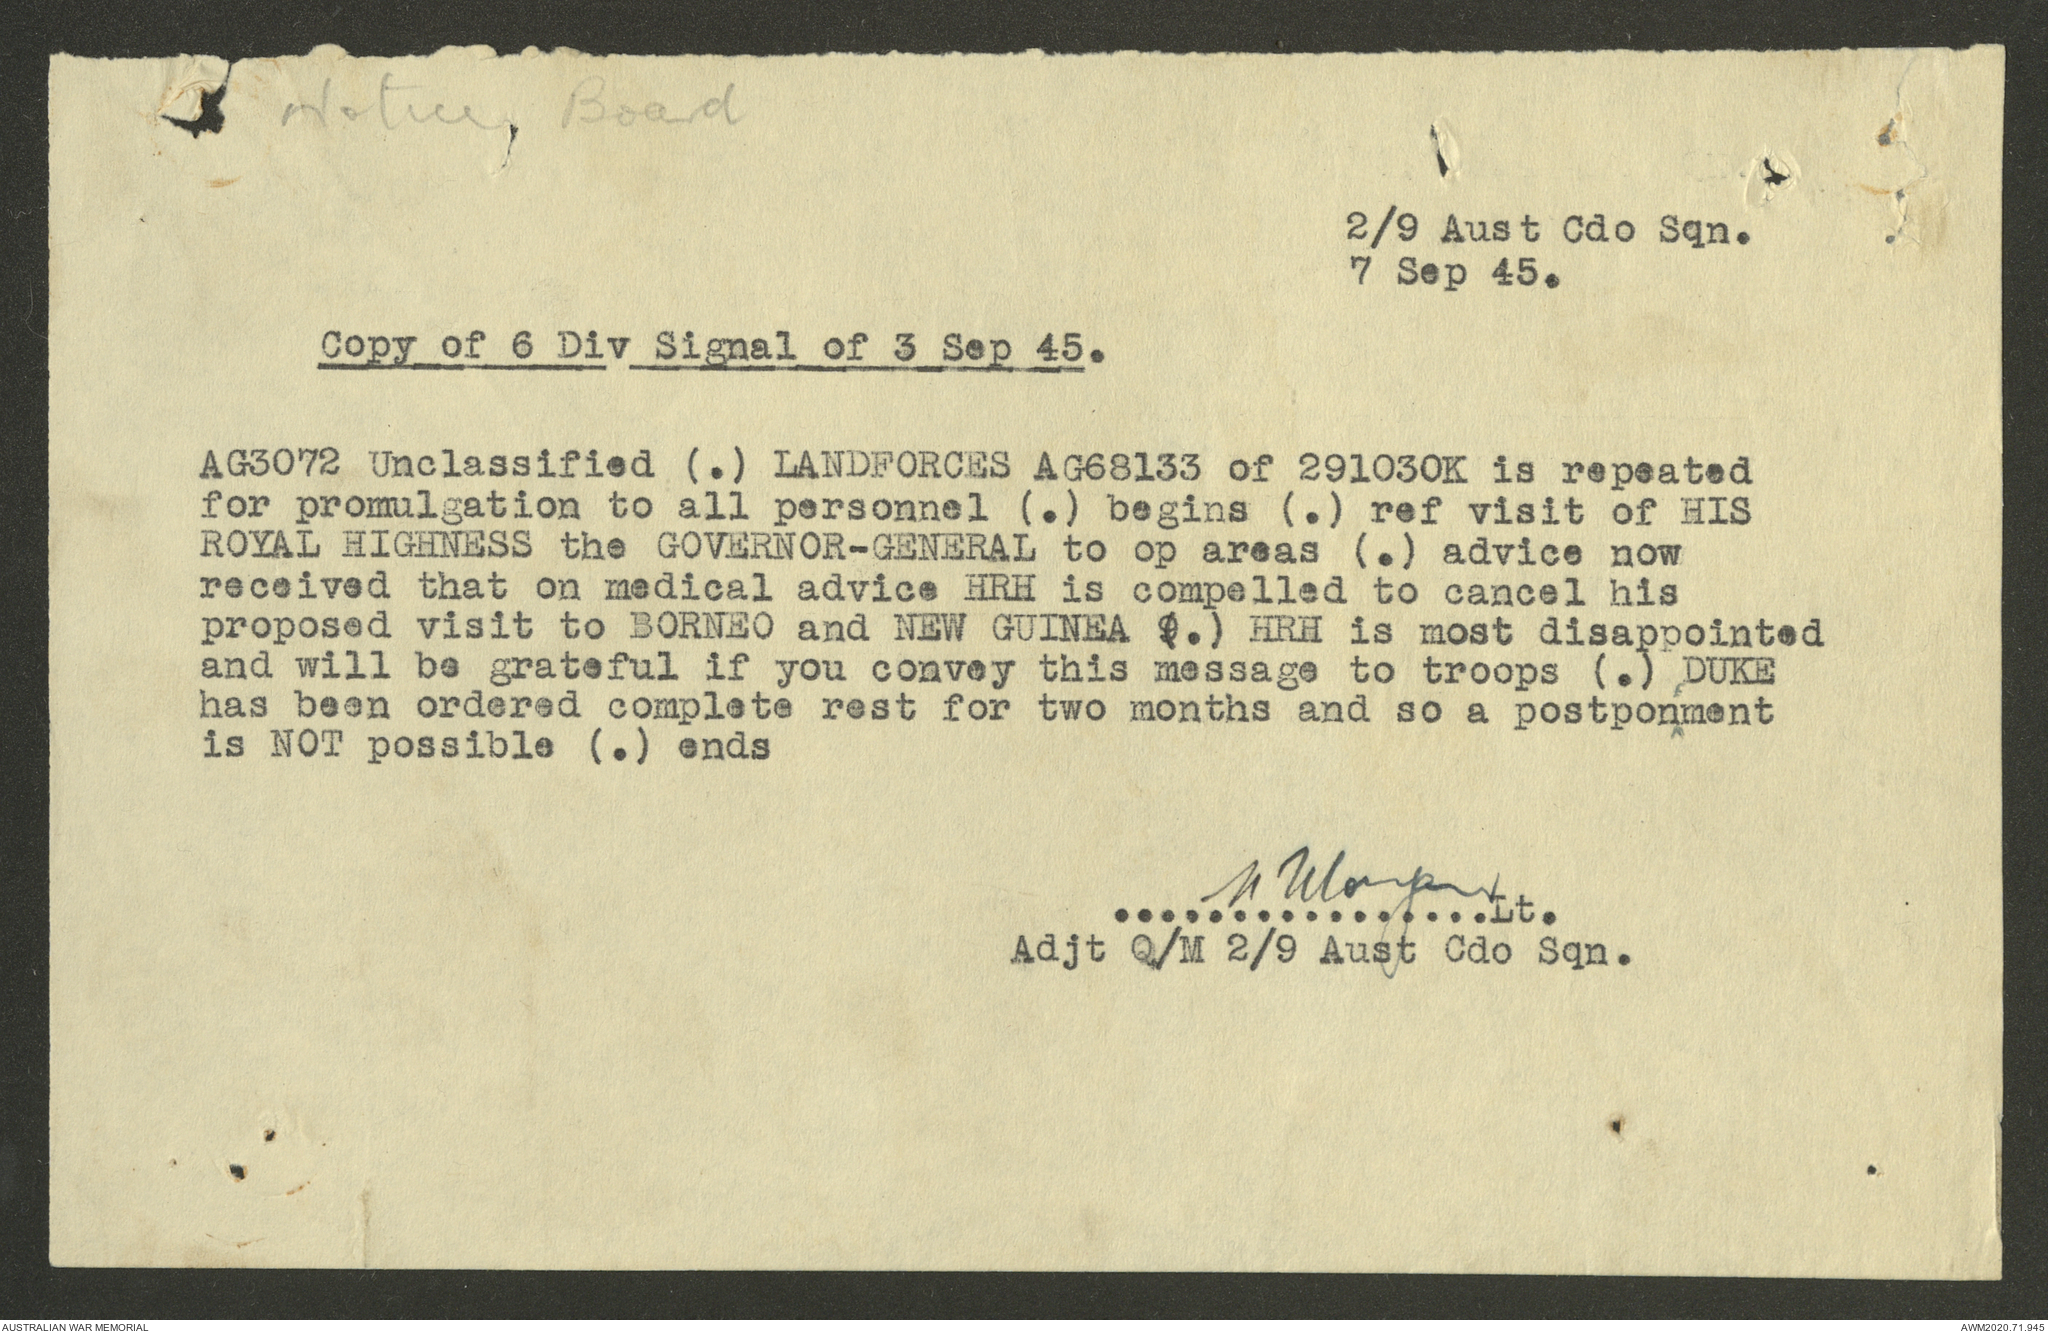 Notice Board
2/9 Aust Cdo Sqn.
7 Sep 45.
Copy of 6 Div Signal of 3 Sep 45.
AG3072 Unclassified (.) LANDFORCES AG68133 of 291030K is repeated
for promulgation to all personnel (.) begins (.) ref visit of HIS
ROYAL HIGHNESS the GOVERNOR-GENERAL to op areas (.) advice now
received that on medical advice HRH is compelled to cancel his
proposed visit to BORNEO and NEW GUINEA (.) HRH is most disappointed
and will be grateful if you convey this message to troops (.) DUKE
has been ordered complete rest for two months and so a postponement
is NOT possible (.) ends
................Lt.
Adjt Q/M 2/9 Aust Cdo Sqn.
AUSTRALIAN WAR MEMORIAL
AWM2020.71.945